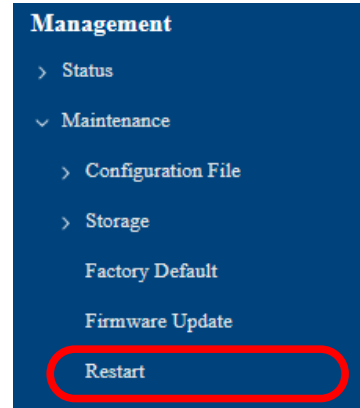 Management
Status
Maintenance
Configuration File
Storage
Factory Default
Firmware Update
Restart